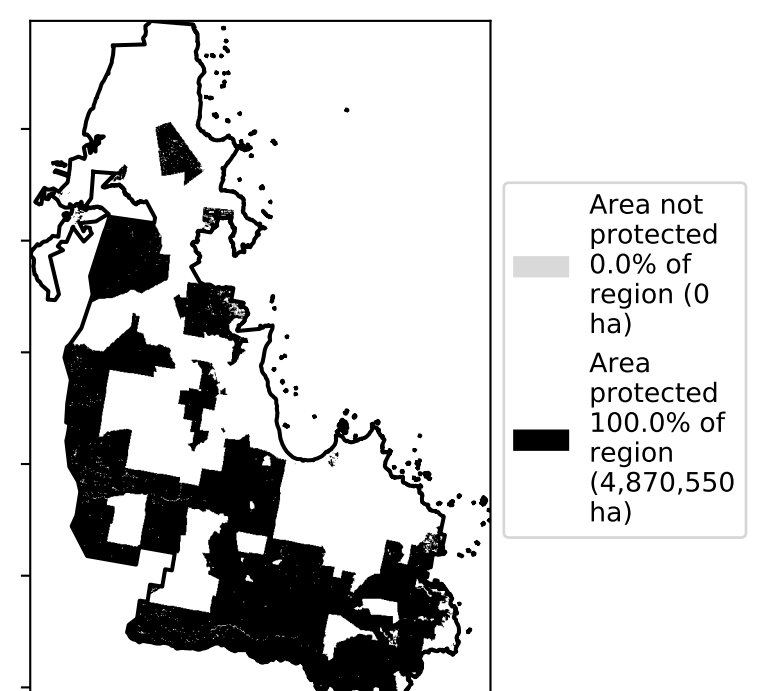 Area not
protected
0.0% of
region (0
ha)
Area
protected
100.0% of
region
(4,870,550
ha)